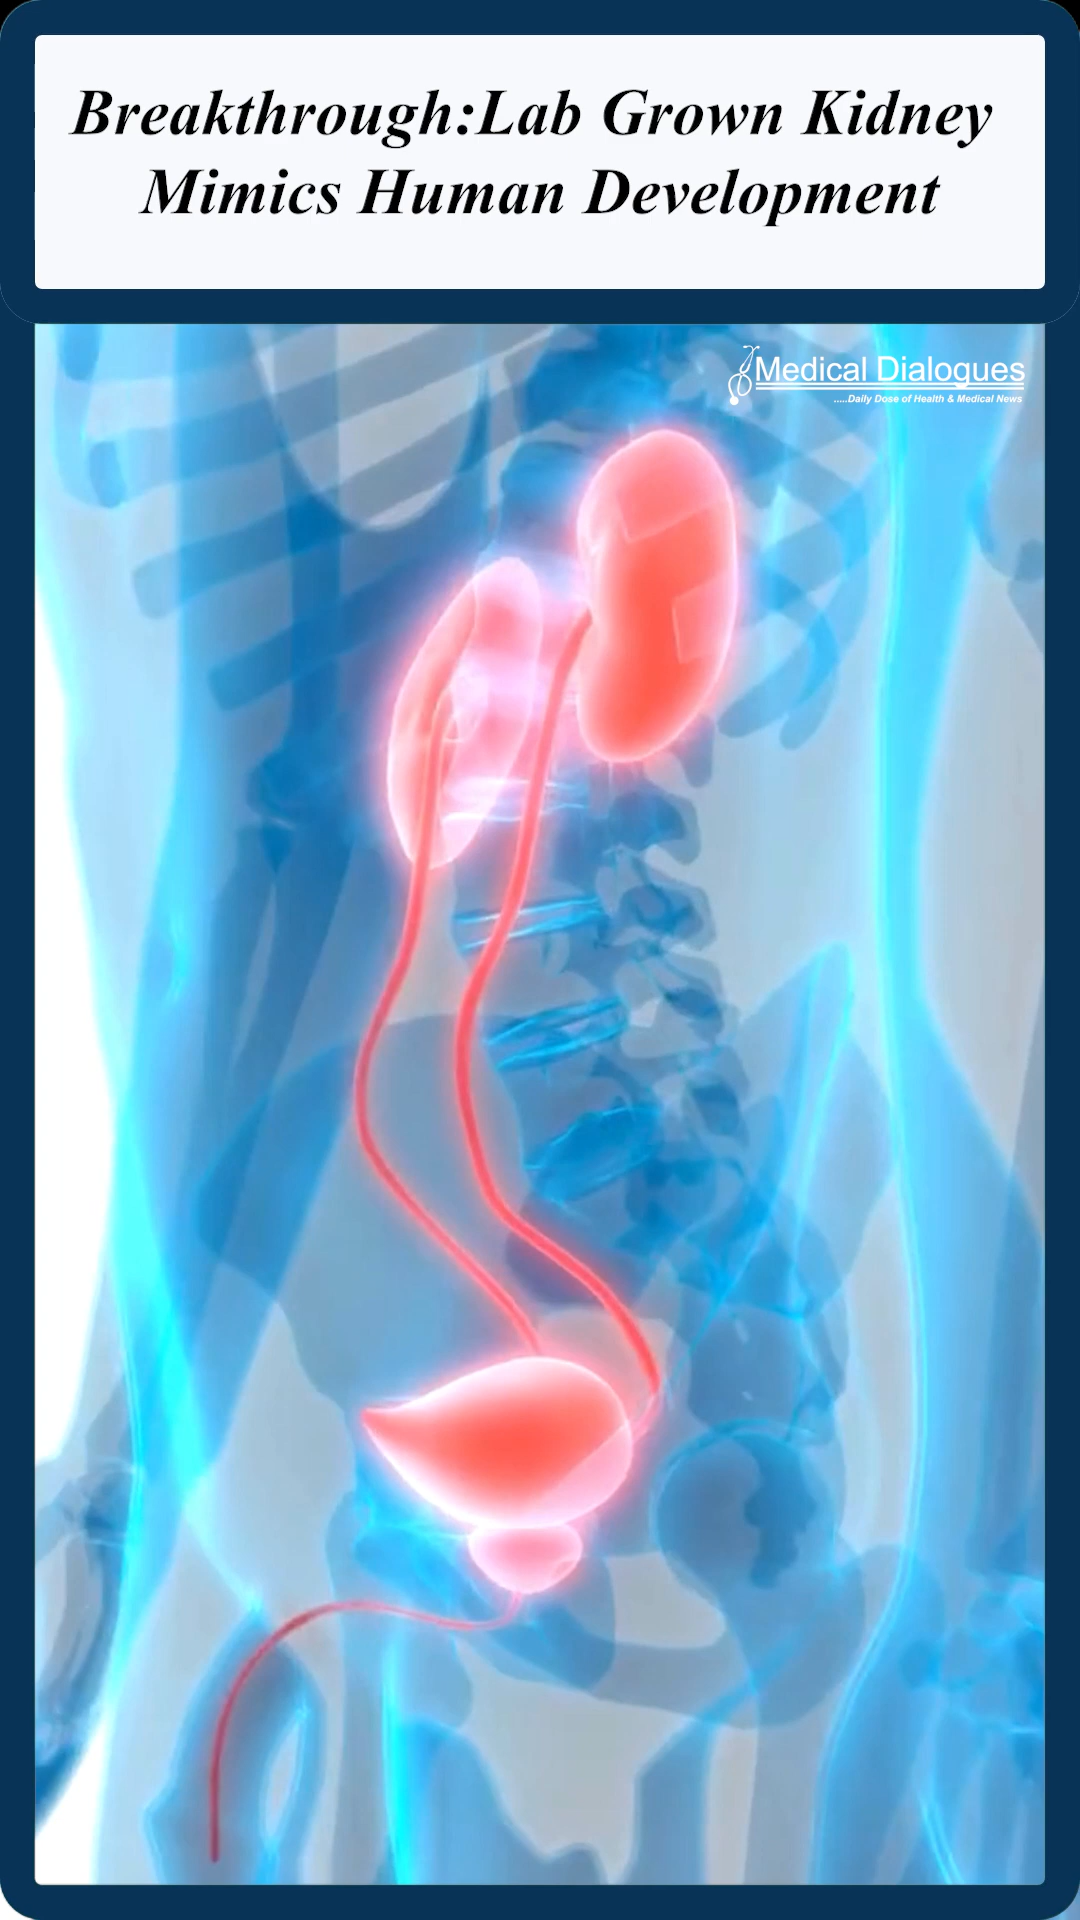 Breakthrough:Lab Grown Kidney
Mimics Human Development
Medical Dialogues
.....Daily Dose of Health & Medical News